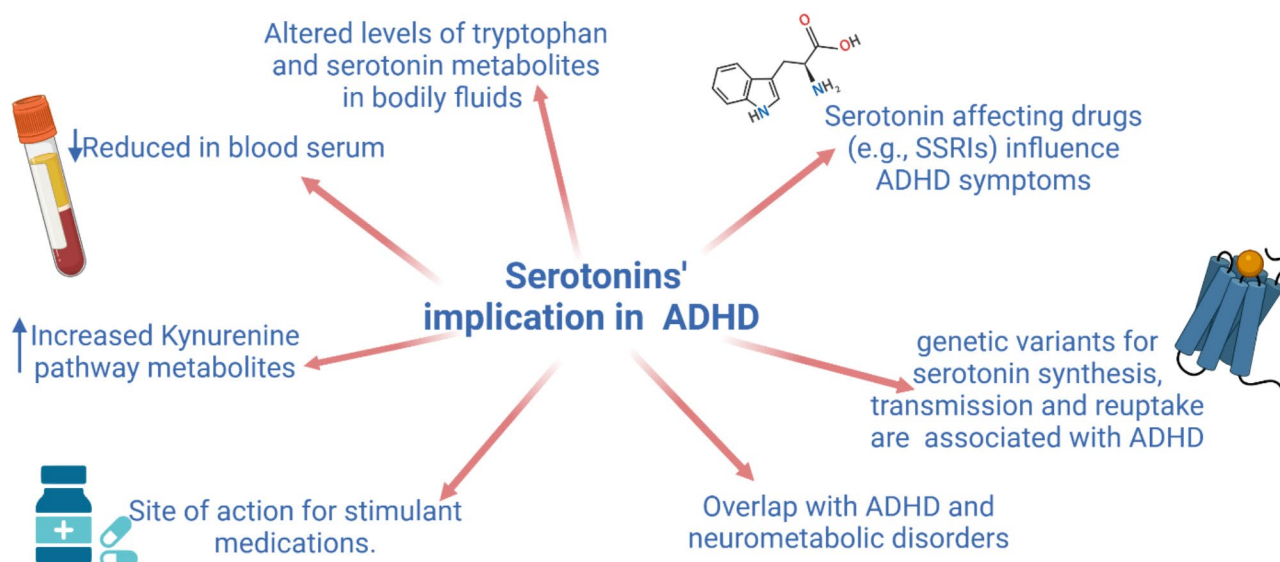 Altered levels of tryptophan
and serotonin metabolites
in bodily fluids
O
OH
NH2
HN
Serotonin affecting drugs
(e.g., SSRIs) influence
ADHD symptoms
Reduced in blood serum
Serotonins'
implication in ADHD
Increased Kynurenine
pathway metabolites
genetic variants for
serotonin synthesis,
transmission and reuptake
are associated with ADHD
Site of action for stimulant
medications.
Overlap with ADHD and
neurometabolic disorders